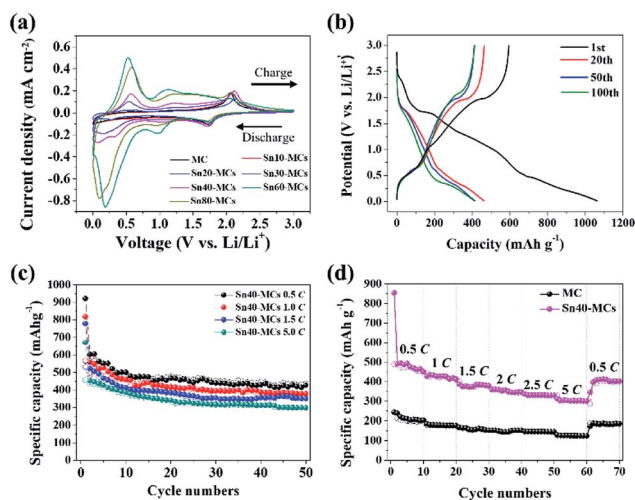 (a)
0.6
0.4
0.2
0.0
-0.2
-0.4
-0.6
-0.8
Current density (mA cm⁻²)
Charge
Discharge
MC
Sn10-MCs
Sn20-MCs
Sn30-MCs
Sn40-MCs
Sn60-MCs
Sn80-MCs
0.0 0.5 1.0 1.5 2.0 2.5 3.0
Voltage (V vs. Li/Li⁺)
(b)
3.0
2.5
2.0
1.5
1.0
0.5
0.0
Potential (V vs. Li/Li⁺)
1st
20th
50th
100th
0 200 400 600 800 1000 1200
Capacity (mAh g⁻¹)
(c)
1000
900
800
700
600
500
400
300
200
100
0
Specific capacity (mAhg⁻¹)
Sn40-MCs 0.5 C
Sn40-MCs 1.0 C
Sn40-MCs 1.5 C
Sn40-MCs 5.0 C
0 10 20 30 40 50
Cycle numbers
(d)
900
800
700
600
500
400
300
200
100
0
Specific capacity (mAh g⁻¹)
MC
Sn40-MCs
0.5 C
1 C
1.5 C
2 C
2.5 C
5 C
0.5 C
0 10 20 30 40 50 60 70
Cycle numbers